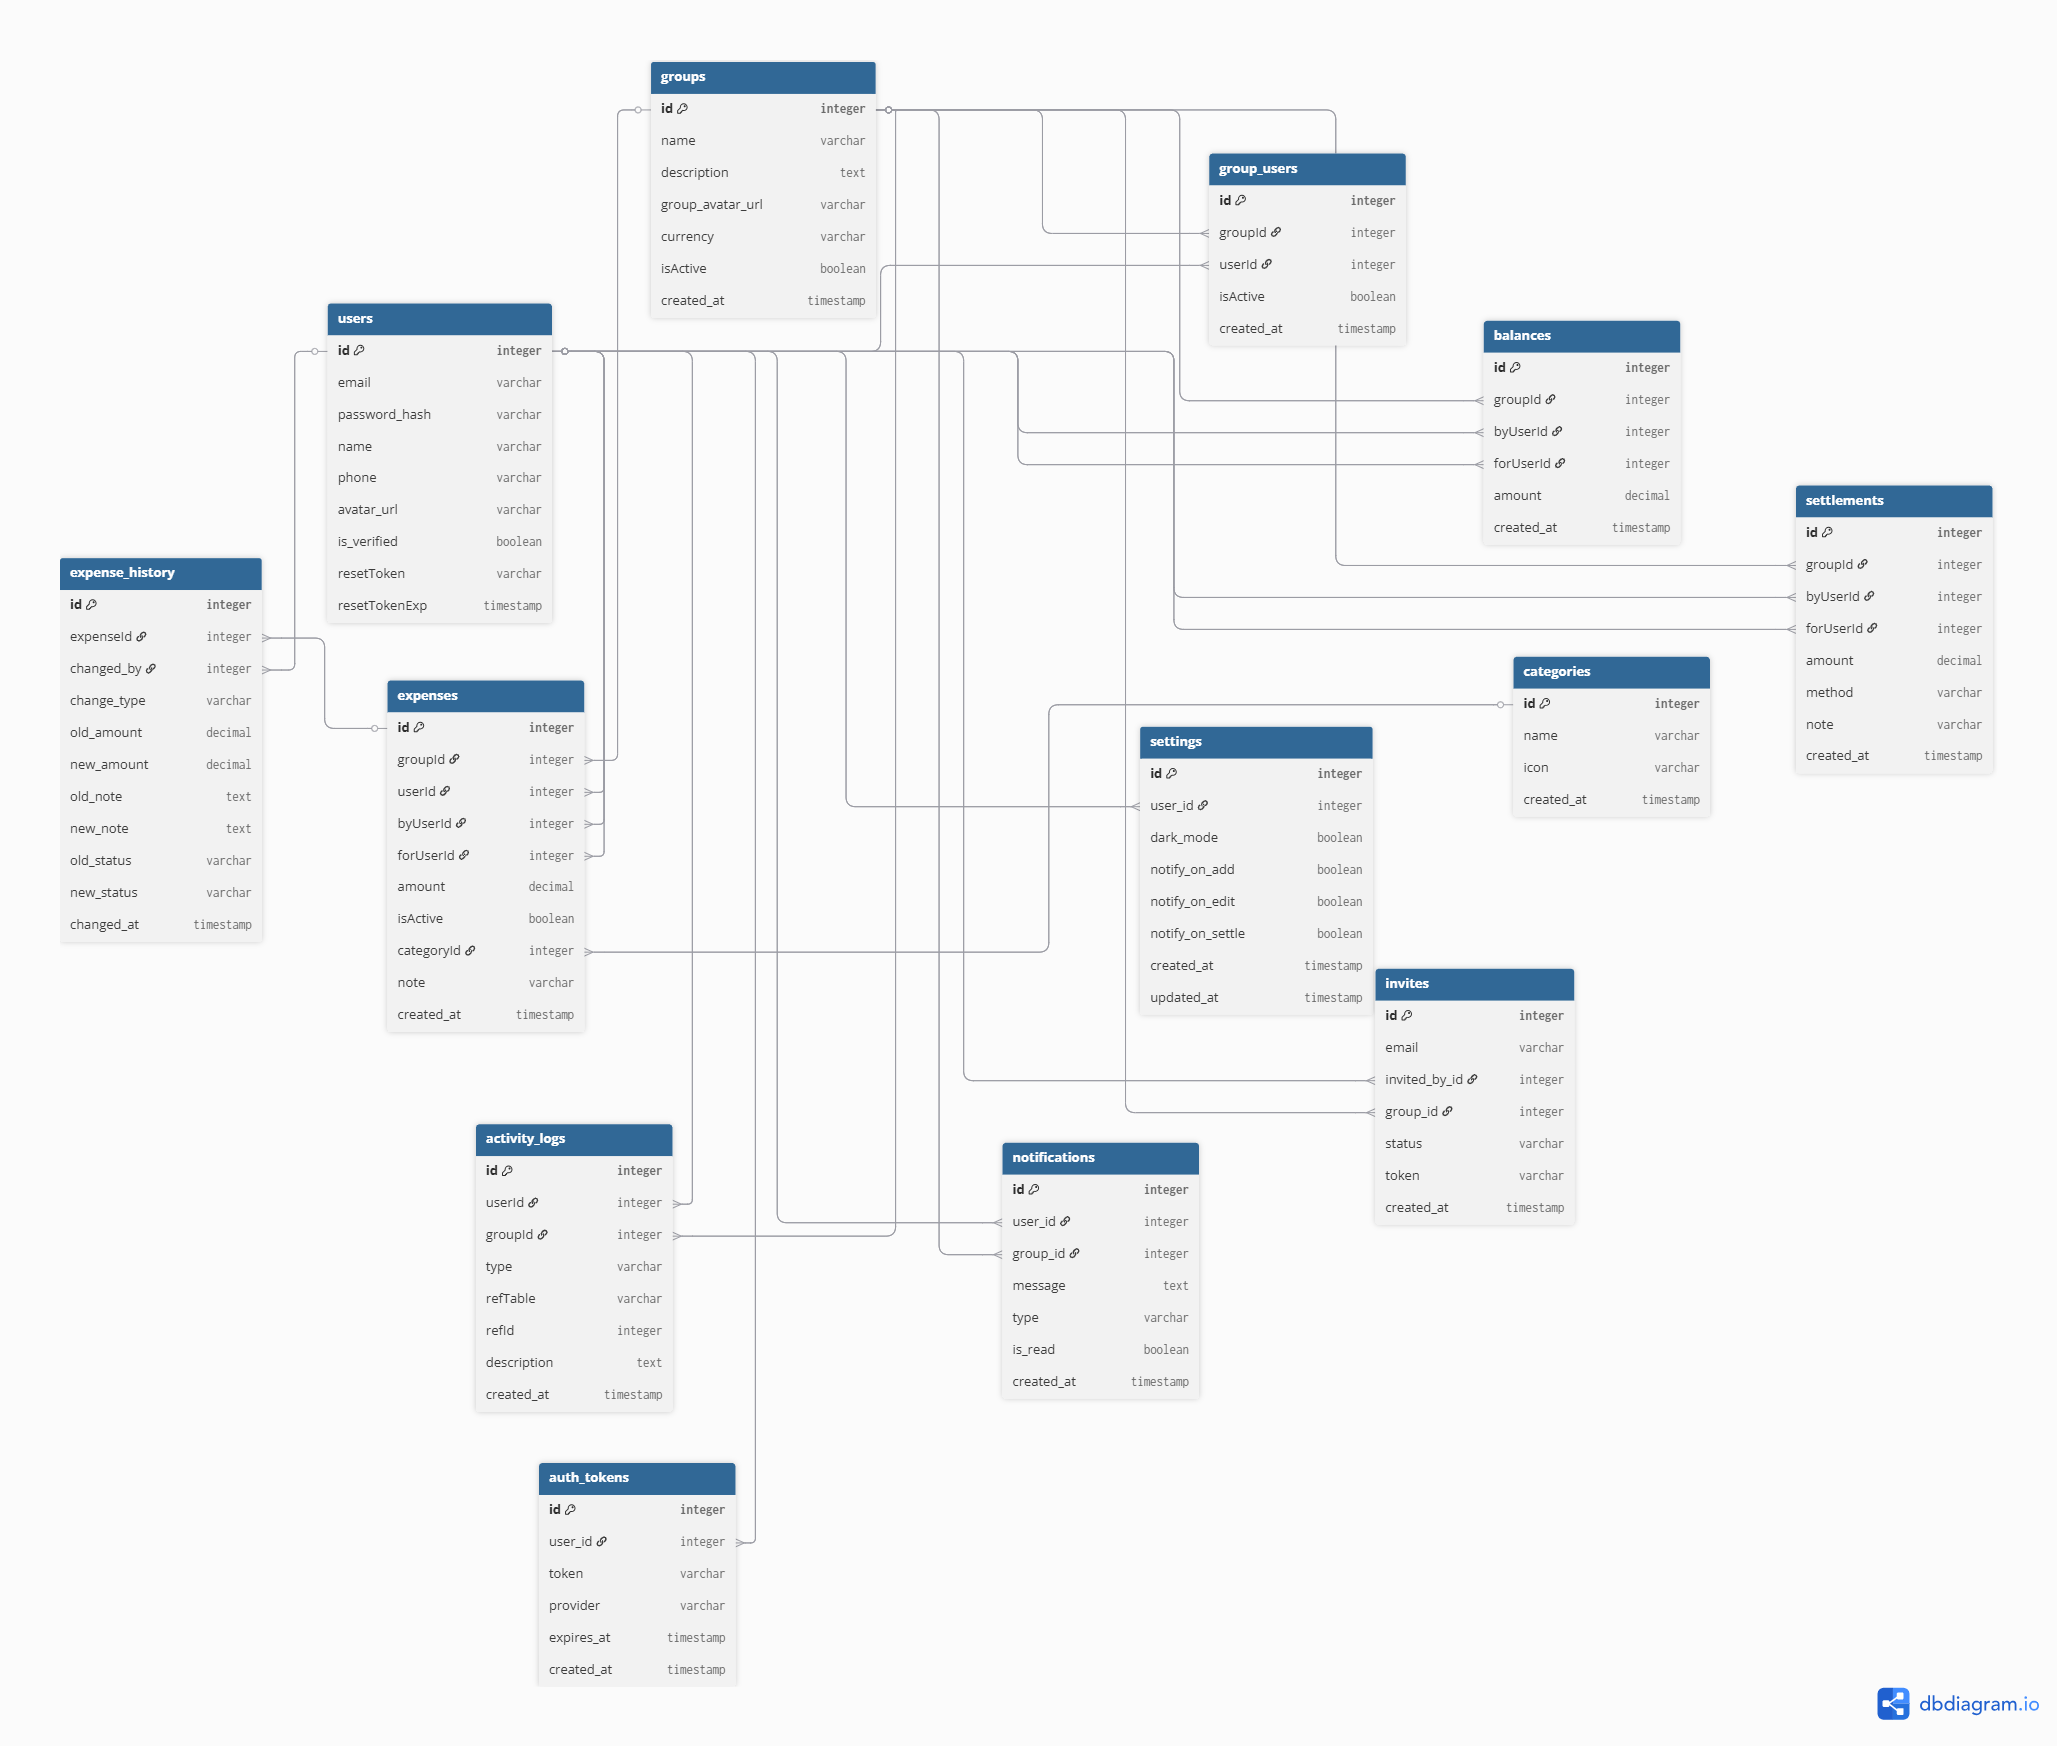 groups
id integer
name varchar
description text
group_avatar_url varchar
currency varchar
isActive boolean
created_at timestamp
group_users
id integer
groupId integer
userId integer
isActive boolean
created_at timestamp
users
id integer
email varchar
password_hash varchar
name varchar
phone varchar
avatar_url varchar
is_verified boolean
resetToken varchar
resetTokenExp timestamp
balances
id integer
groupId integer
byUserId integer
forUserId integer
amount decimal
created_at timestamp
settlements
id integer
groupId integer
byUserId integer
forUserId integer
amount decimal
method varchar
note varchar
created_at timestamp
expense_history
id integer
expenseId integer
changed_by integer
change_type varchar
old_amount decimal
new_amount decimal
old_note text
new_note text
old_status varchar
new_status varchar
changed_at timestamp
expenses
id integer
groupId integer
userId integer
byUserId integer
forUserId integer
amount decimal
isActive boolean
categoryId integer
note varchar
created_at timestamp
categories
id integer
name varchar
icon varchar
created_at timestamp
settings
id integer
user_id integer
dark_mode boolean
notify_on_add boolean
notify_on_edit boolean
notify_on_settle boolean
created_at timestamp
updated_at timestamp
invites
id integer
email varchar
invited_by_id integer
group_id integer
status varchar
token varchar
created_at timestamp
activity_logs
id integer
userId integer
groupId integer
type varchar
refTable varchar
refId integer
description text
created_at timestamp
notifications
id integer
user_id integer
group_id integer
message text
type varchar
is_read boolean
created_at timestamp
auth_tokens
id integer
user_id integer
token varchar
provider varchar
expires_at timestamp
created_at timestamp
dbdiagram.io